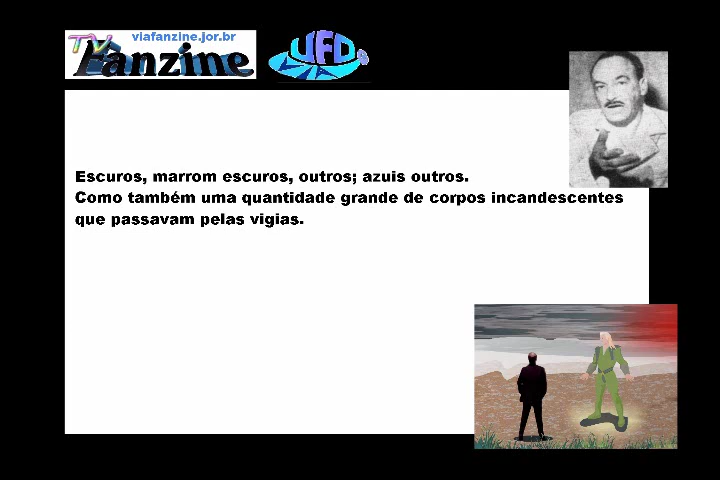 viafanzine.jor.br
TV
Fanzine
UFO
VIA
Escuros, marrom escuros, outros; azuis outros.
Como também uma quantidade grande de corpos incandescentes
que passavam pelas vigias.